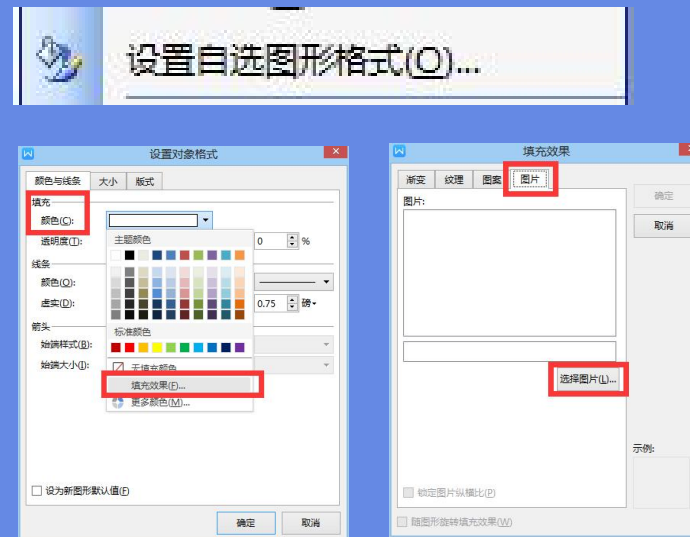 设置自选图形格式(O)...
设置对象格式
颜色与线条 大小 版式
填充
颜色(C):
透明度(T): 0 %
主题颜色
线条
颜色(O):
虚实(D): 0.75 磅
箭头
标准颜色
始端样式(B):
始端大小(I): 无填充颜色
填充效果(F)...
更多颜色(M)...
设为新图形默认值(F)
确定 取消
填充效果
渐变 纹理 图案 图片
图片:
确定
取消
选择图片(L)...
示例:
锁定图片纵横比(P)
随图形旋转填充效果(W)